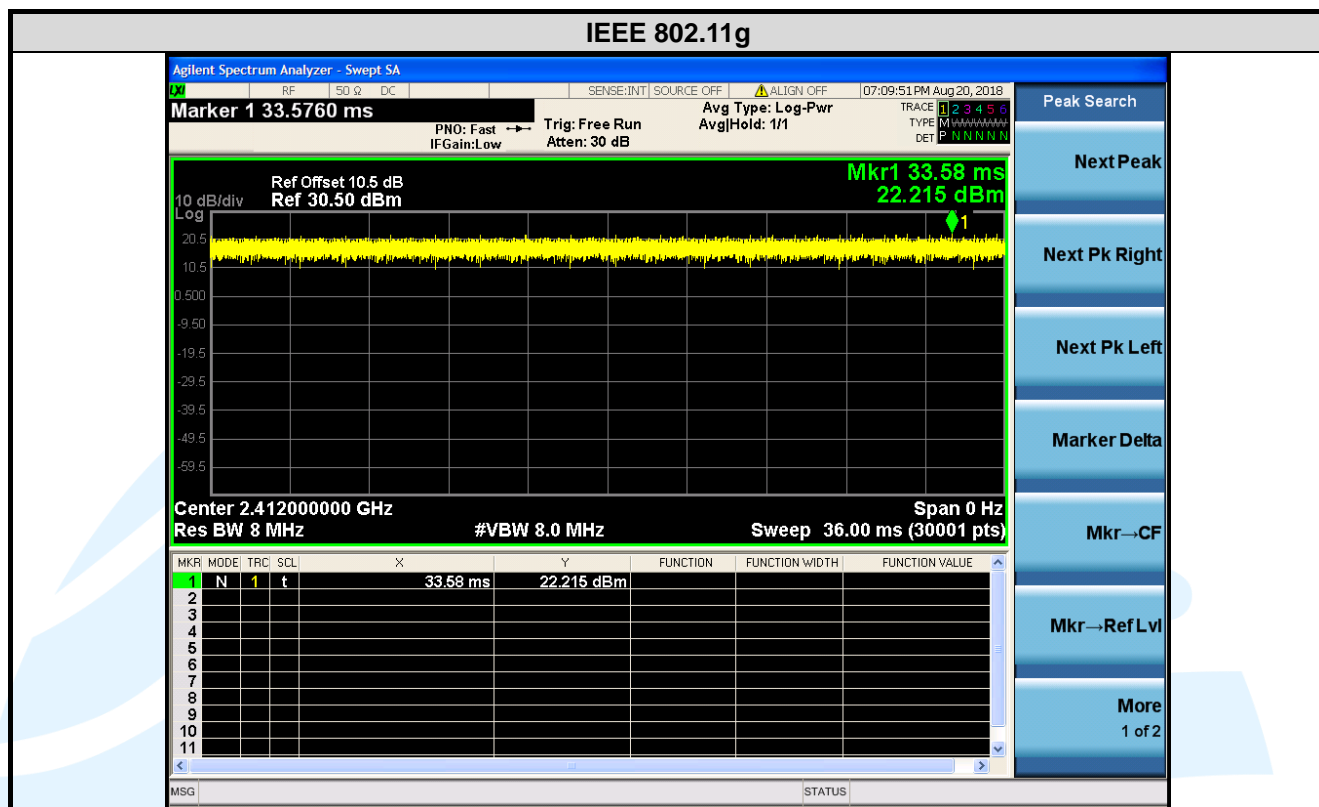 IEEE 802.11g
Agilent Spectrum Analyzer - Swept SA
LXI RF 50 Ω DC SENSE:INT SOURCE OFF ALIGN OFF 07:09:51 PM Aug 20, 2018
Marker 1 33.5760 ms
PNO: Fast
IFGain:Low
Trig: Free Run
Atten: 30 dB
Avg Type: Log-Pwr
Avg|Hold: 1/1
TRACE 1 2 3 4 5 6
TYPE M WWWWW
DET P N N N N N
Peak Search
Next Peak
Next Pk Right
Next Pk Left
Marker Delta
Mkr→CF
Mkr→Ref Lvl
More
1 of 2
Mkr1 33.58 ms
22.215 dBm
Ref Offset 10.5 dB
10 dB/div Ref 30.50 dBm
Log
1
20.5
10.5
0.500
-9.50
-19.5
-29.5
-39.5
-49.5
-59.5
Center 2.412000000 GHz Span 0 Hz
Res BW 8 MHz #VBW 8.0 MHz Sweep 36.00 ms (30001 pts)
MKR MODE TRC SCL X Y FUNCTION FUNCTION WIDTH FUNCTION VALUE
1 N 1 t 33.58 ms 22.215 dBm
2
3
4
5
6
7
8
9
10
11
MSG STATUS